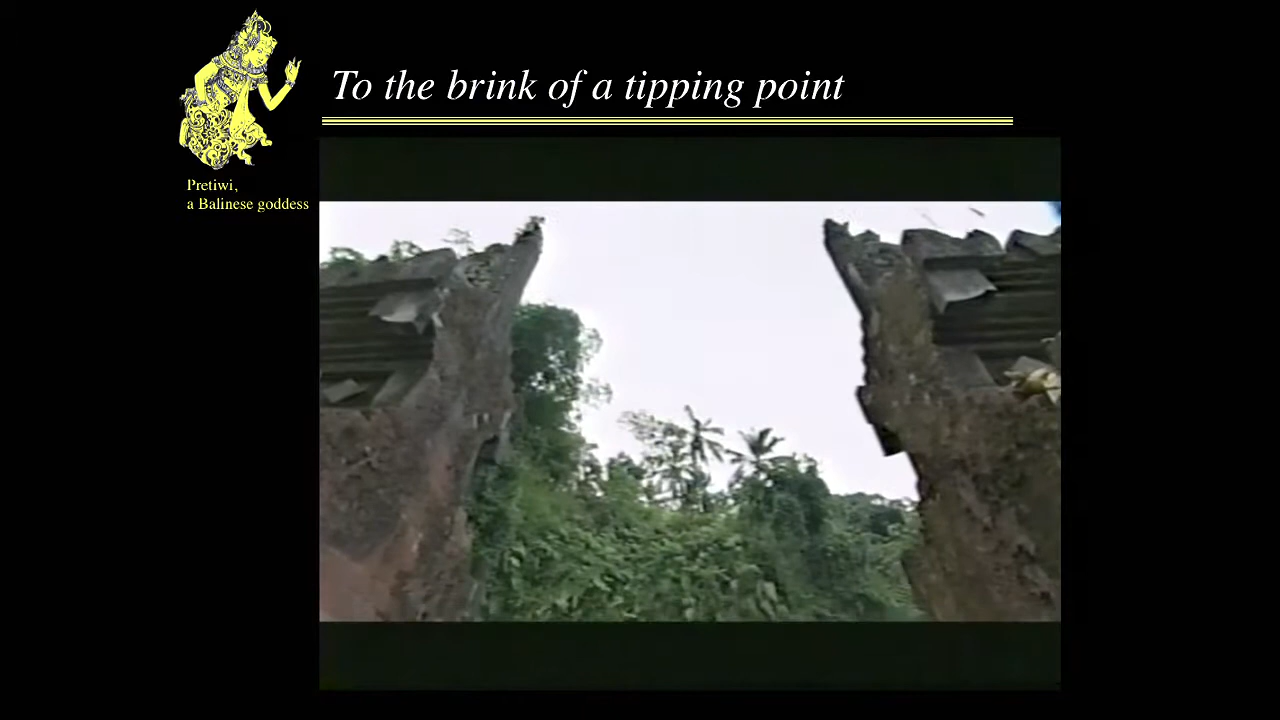 To the brink of a tipping point
Pretiwi,
a Balinese goddess